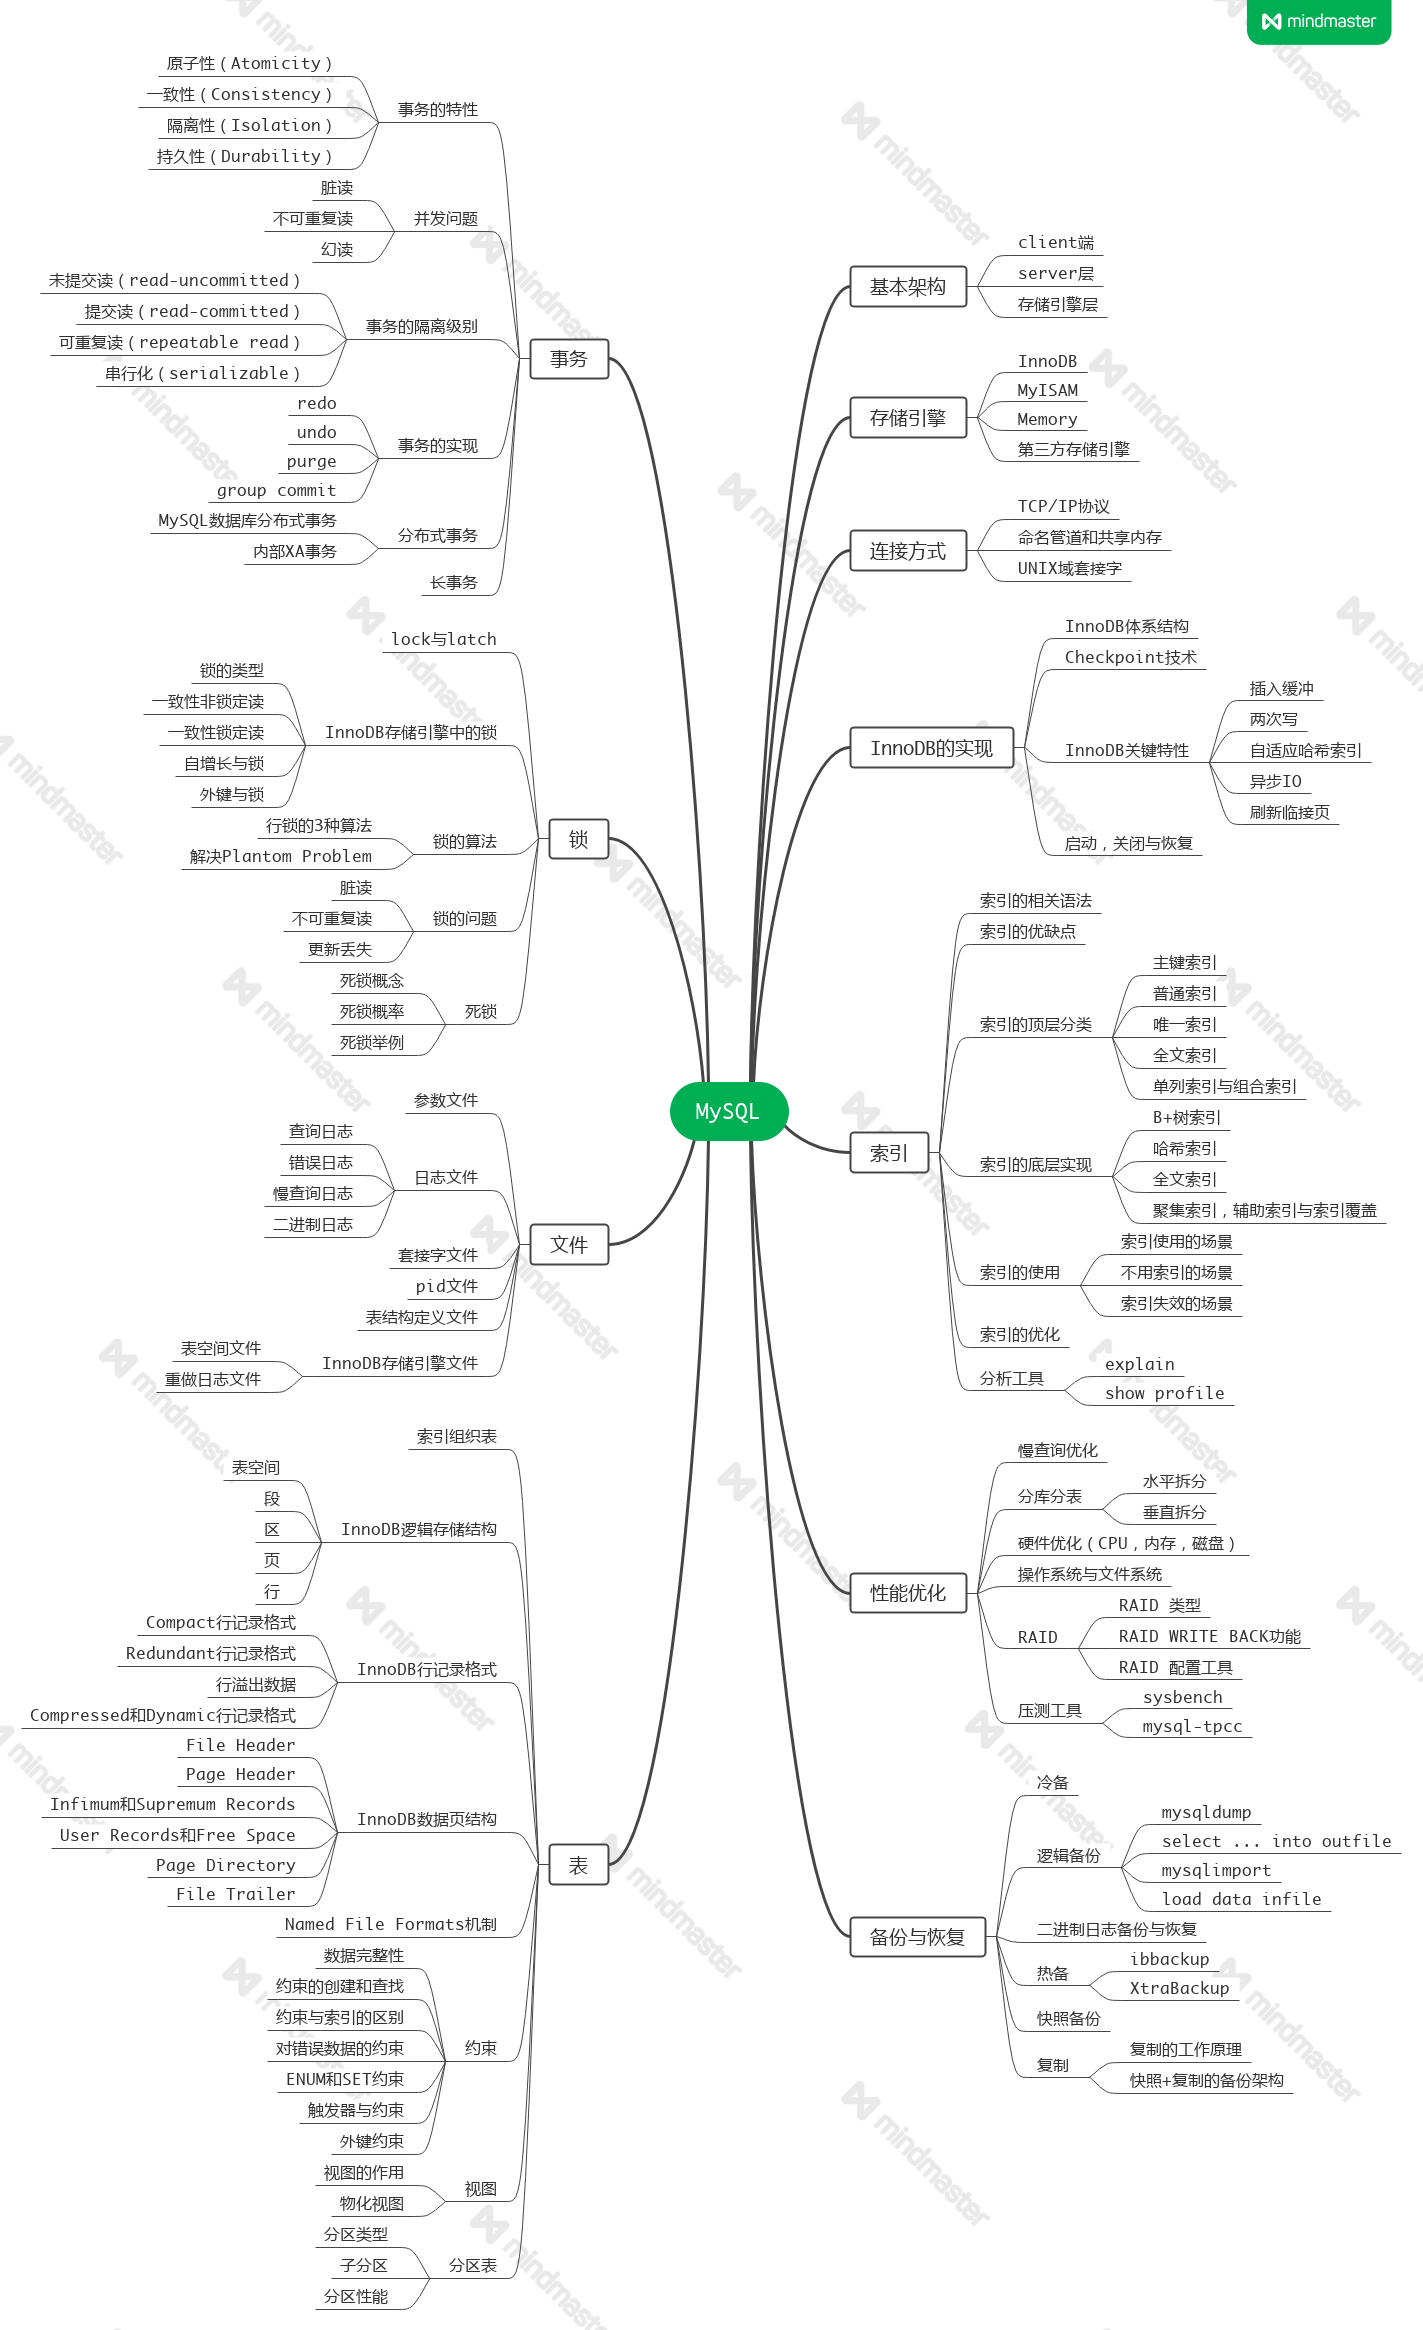 mindmaster
MySQL
基本架构
client端
server层
存储引擎层
存储引擎
InnoDB
MyISAM
Memory
第三方存储引擎
连接方式
TCP/IP协议
命名管道和共享内存
UNIX域套接字
InnoDB的实现
InnoDB体系结构
Checkpoint技术
InnoDB关键特性
插入缓冲
两次写
自适应哈希索引
异步IO
刷新临接页
启动，关闭与恢复
索引
索引的相关语法
索引的优缺点
索引的顶层分类
主键索引
普通索引
唯一索引
全文索引
单列索引与组合索引
索引的底层实现
B+树索引
哈希索引
全文索引
聚集索引，辅助索引与索引覆盖
索引的使用
索引使用的场景
不用索引的场景
索引失效的场景
索引的优化
分析工具
explain
show profile
性能优化
慢查询优化
分库分表
水平拆分
垂直拆分
硬件优化（CPU，内存，磁盘）
操作系统与文件系统
RAID
RAID 类型
RAID WRITE BACK功能
RAID 配置工具
压测工具
sysbench
mysql-tpcc
备份与恢复
冷备
逻辑备份
mysqldump
select ... into outfile
mysqlimport
load data infile
二进制日志备份与恢复
热备
ibbackup
XtraBackup
快照备份
复制
复制的工作原理
快照+复制的备份架构
事务
事务的特性
原子性（Atomicity）
一致性（Consistency）
隔离性（Isolation）
持久性（Durability）
并发问题
脏读
不可重复读
幻读
事务的隔离级别
未提交读（read-uncommitted）
提交读（read-committed）
可重复读（repeatable read）
串行化（serializable）
事务的实现
redo
undo
purge
group commit
分布式事务
MySQL数据库分布式事务
内部XA事务
长事务
锁
lock与latch
InnoDB存储引擎中的锁
锁的类型
一致性非锁定读
一致性锁定读
自增长与锁
外键与锁
锁的算法
行锁的3种算法
解决Plantom Problem
锁的问题
脏读
不可重复读
更新丢失
死锁
死锁概念
死锁概率
死锁举例
文件
参数文件
日志文件
查询日志
错误日志
慢查询日志
二进制日志
套接字文件
pid文件
表结构定义文件
InnoDB存储引擎文件
表空间文件
重做日志文件
表
索引组织表
InnoDB逻辑存储结构
表空间
段
区
页
行
InnoDB行记录格式
Compact行记录格式
Redundant行记录格式
行溢出数据
Compressed和Dynamic行记录格式
InnoDB数据页结构
File Header
Page Header
Infimum和Supremum Records
User Records和Free Space
Page Directory
File Trailer
Named File Formats机制
约束
数据完整性
约束的创建和查找
约束与索引的区别
对错误数据的约束
ENUM和SET约束
触发器与约束
外键约束
视图
视图的作用
物化视图
分区表
分区类型
子分区
分区性能